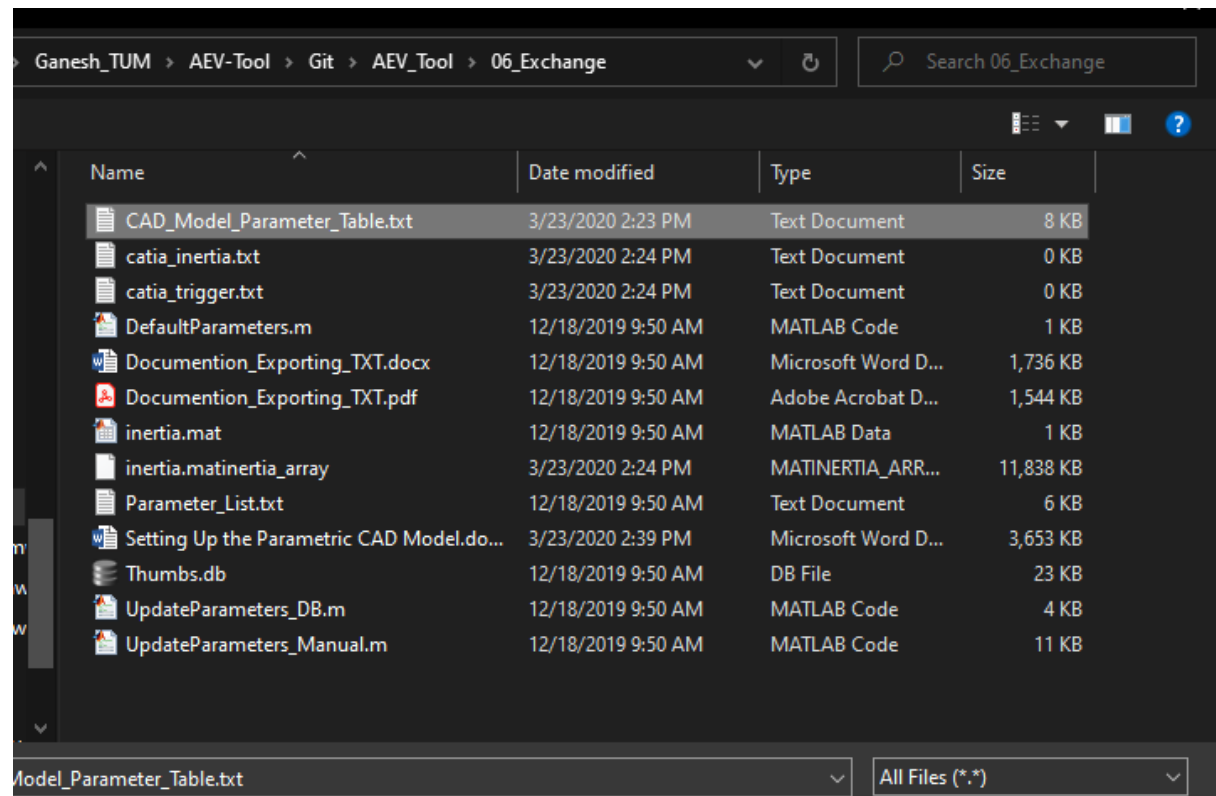 Ganesh_TUM > AEV-Tool > Git > AEV_Tool > 06_Exchange Search 06_Exchange
?
Name Date modified Type Size
CAD_Model_Parameter_Table.txt 3/23/2020 2:23 PM Text Document 8 KB
catia_inertia.txt 3/23/2020 2:24 PM Text Document 0 KB
catia_trigger.txt 3/23/2020 2:24 PM Text Document 0 KB
DefaultParameters.m 12/18/2019 9:50 AM MATLAB Code 1 KB
Documention_Exporting_TXT.docx 12/18/2019 9:50 AM Microsoft Word D... 1,736 KB
Documention_Exporting_TXT.pdf 12/18/2019 9:50 AM Adobe Acrobat D... 1,544 KB
inertia.mat 12/18/2019 9:50 AM MATLAB Data 1 KB
inertia.matinertia_array 3/23/2020 2:24 PM MATINERTIA_ARR... 11,838 KB
Parameter_List.txt 12/18/2019 9:50 AM Text Document 6 KB
Setting Up the Parametric CAD Model.do... 3/23/2020 2:39 PM Microsoft Word D... 3,653 KB
Thumbs.db 12/18/2019 9:50 AM DB File 23 KB
UpdateParameters_DB.m 12/18/2019 9:50 AM MATLAB Code 4 KB
UpdateParameters_Manual.m 12/18/2019 9:50 AM MATLAB Code 11 KB
Model_Parameter_Table.txt All Files (*.*)